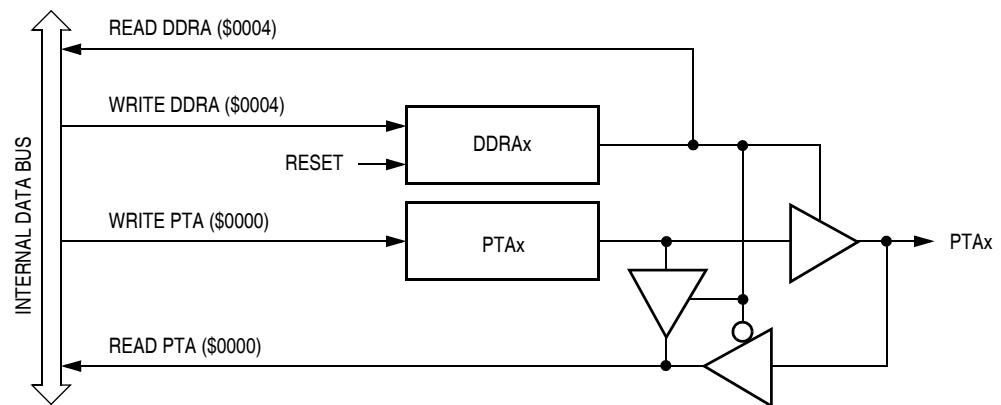 READ DDRA ($0004)
WRITE DDRA ($0004)
DDRAx
RESET
INTERNAL DATA BUS
WRITE PTA ($0000)
PTAx
PTAx
READ PTA ($0000)